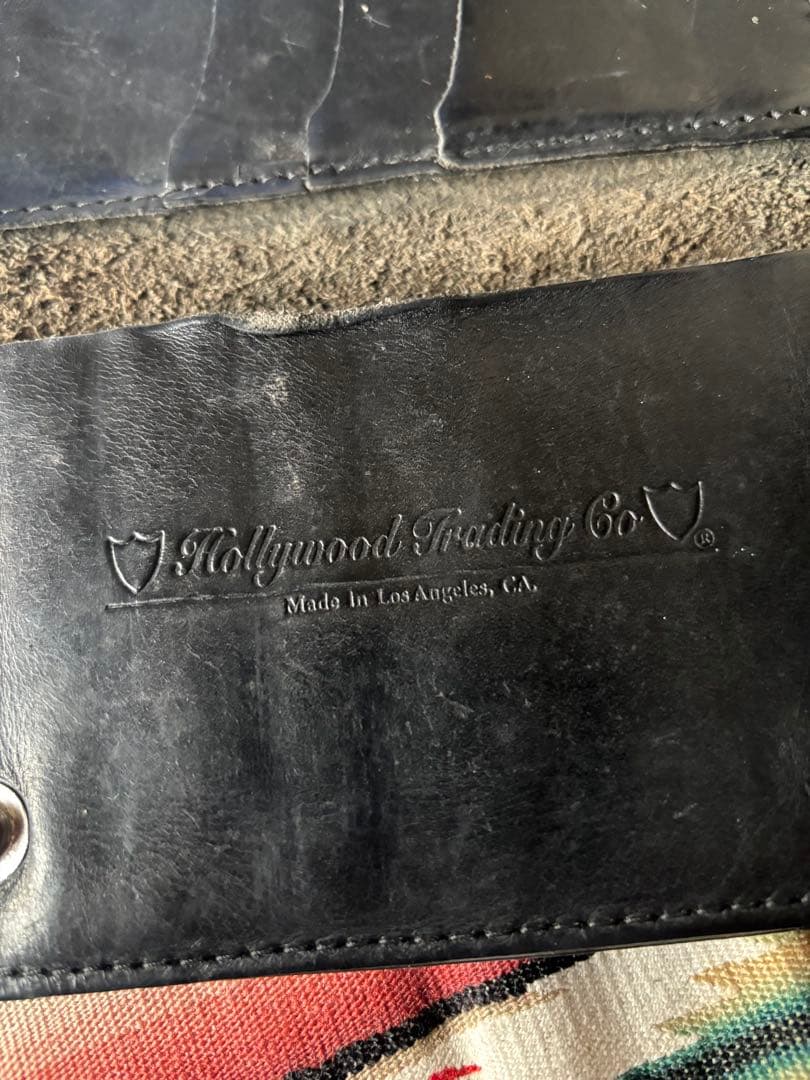 Hollywood Trading Co ®
Made In Los Angeles, CA.